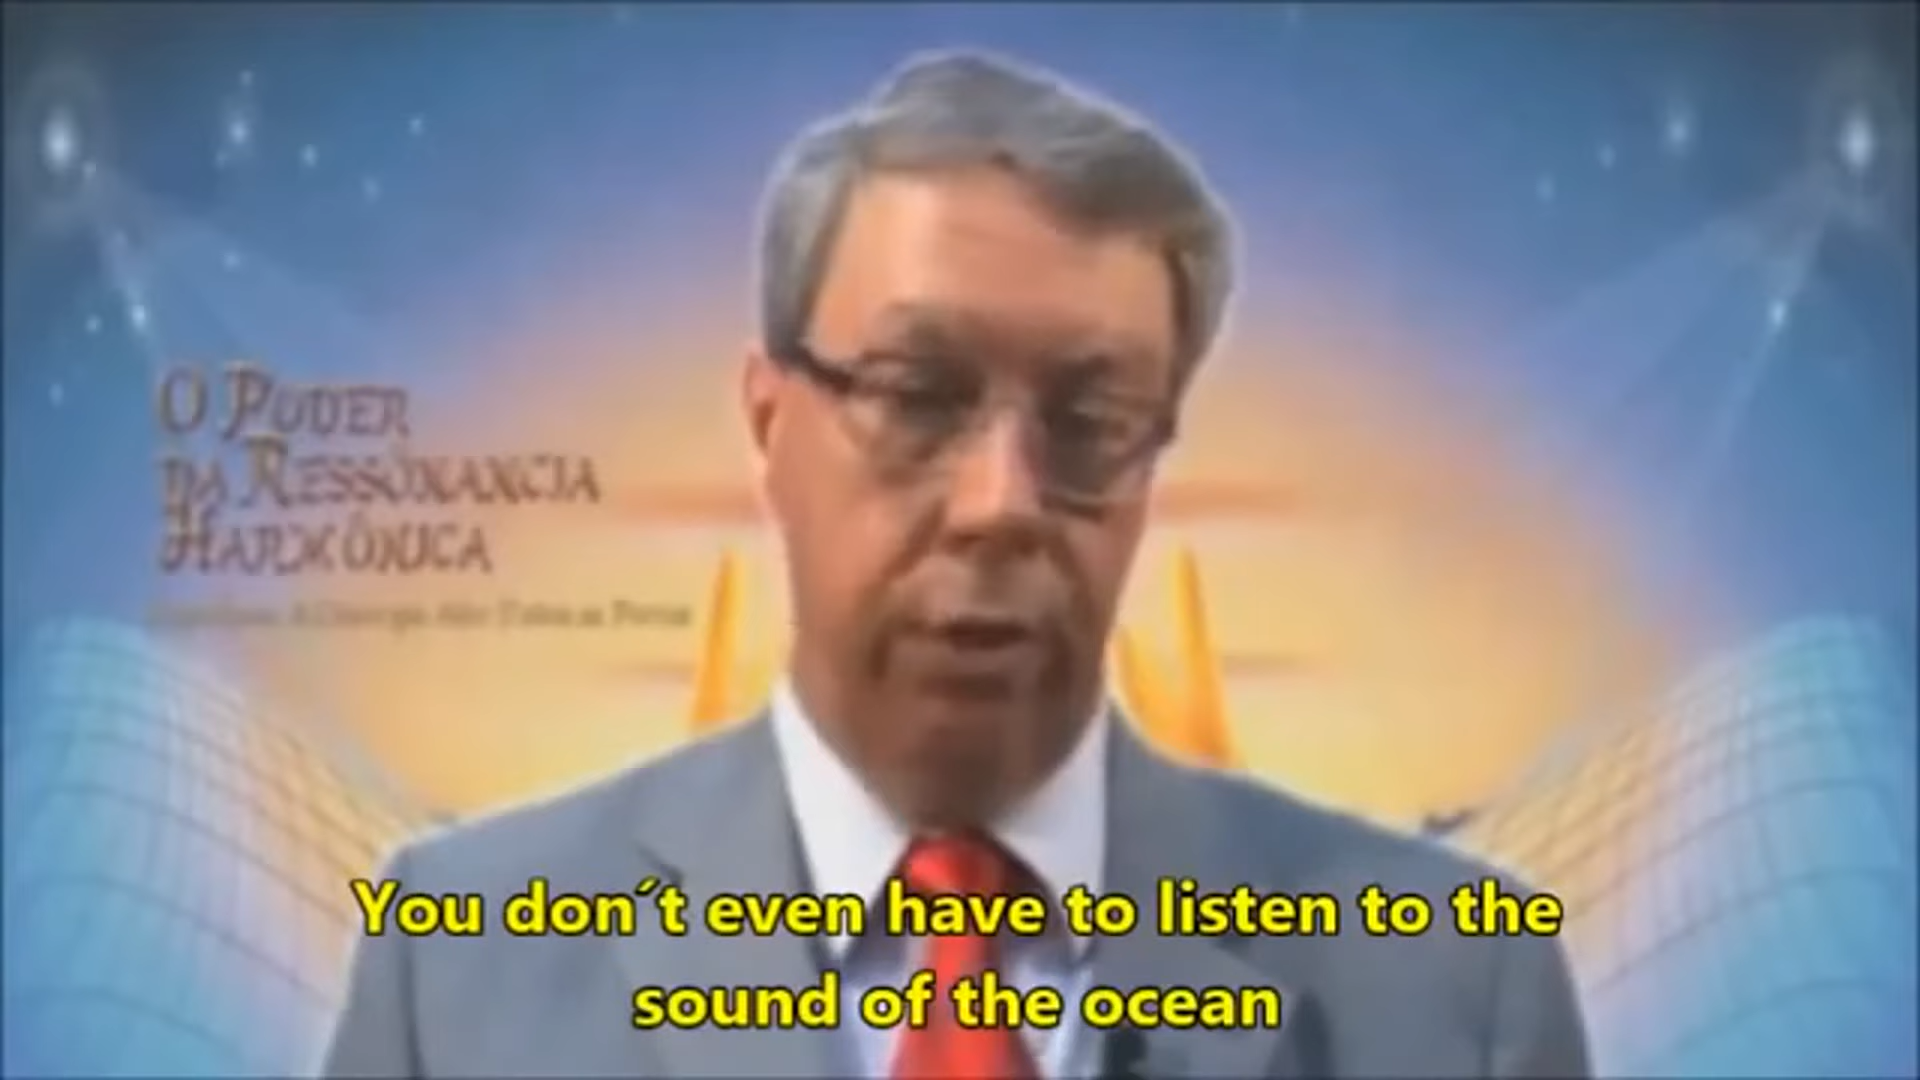 O PODER
DA RESSONANCIA
HARMÔNICA
You don´t even have to listen to the
sound of the ocean